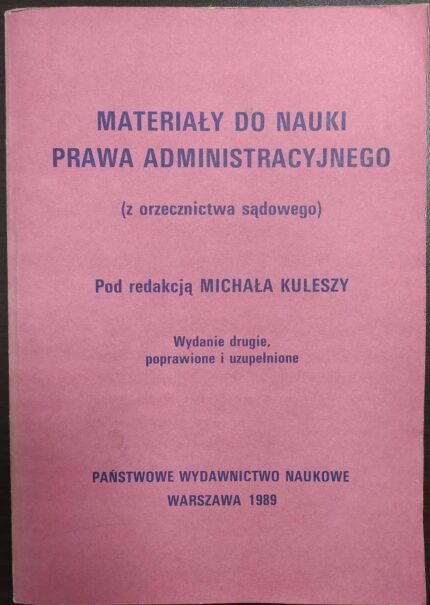 MATERIAŁY DO NAUKI
PRAWA ADMINISTRACYJNEGO
(z orzecznictwa sądowego)
Pod redakcją MICHAŁA KULESZY
Wydanie drugie,
poprawione i uzupełnione
PAŃSTWOWE WYDAWNICTWO NAUKOWE
WARSZAWA 1989